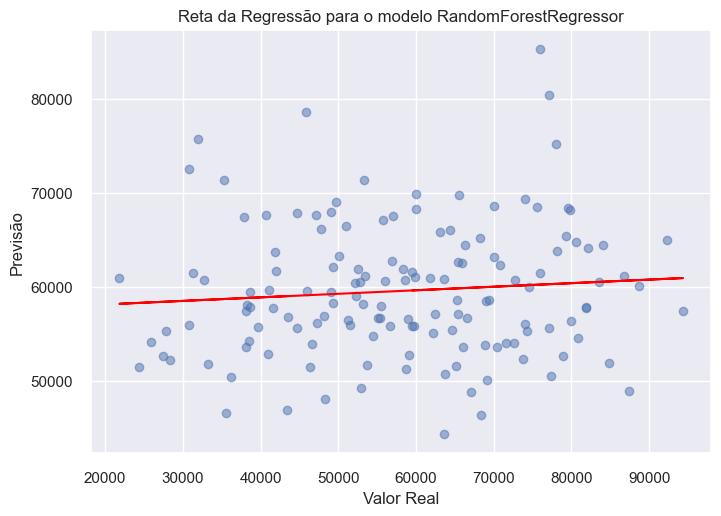 Reta da Regressão para o modelo RandomForestRegressor
80000
70000
60000
50000
Previsão
20000 30000 40000 50000 60000 70000 80000 90000
Valor Real